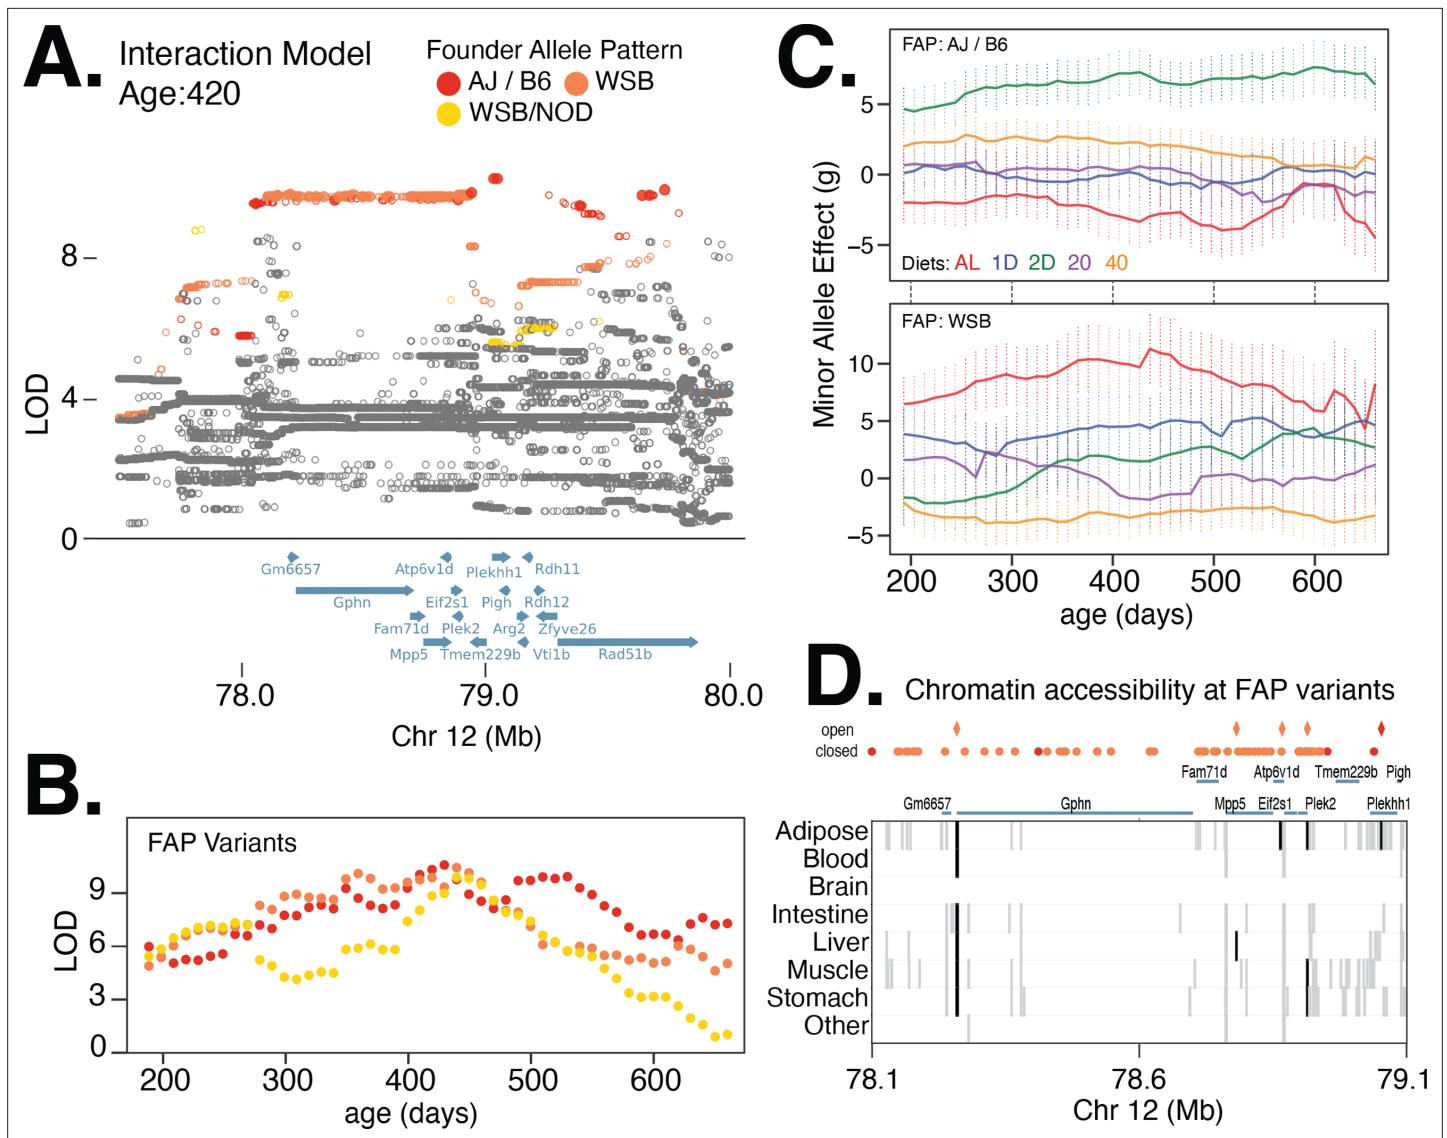 A.
Interaction Model
Age:420
Founder Allele Pattern
AJ / B6
WSB
WSB/NOD
LOD
8
4
0
Gm6657
Atp6v1d
Plekhh1
Rdh11
Gphn
Eif2s1
Pigh
Rdh12
Fam71d
Plek2
Arg2
Zfyve26
Mpp5
Tmem229b
Vti1b
Rad51b
78.0
79.0
80.0
Chr 12 (Mb)
B.
FAP Variants
LOD
9
6
3
0
200
300
400
500
600
age (days)
C.
Minor Allele Effect (g)
FAP: AJ / B6
5
0
−5
Diets: AL 1D 2D 20 40
FAP: WSB
10
5
0
−5
200
300
400
500
600
age (days)
D.
Chromatin accessibility at FAP variants
open
closed
Fam71d
Atp6v1d
Tmem229b
Pigh
Gm6657
Gphn
Mpp5
Eif2s1
Plek2
Plekhh1
Adipose
Blood
Brain
Intestine
Liver
Muscle
Stomach
Other
78.1
78.6
79.1
Chr 12 (Mb)